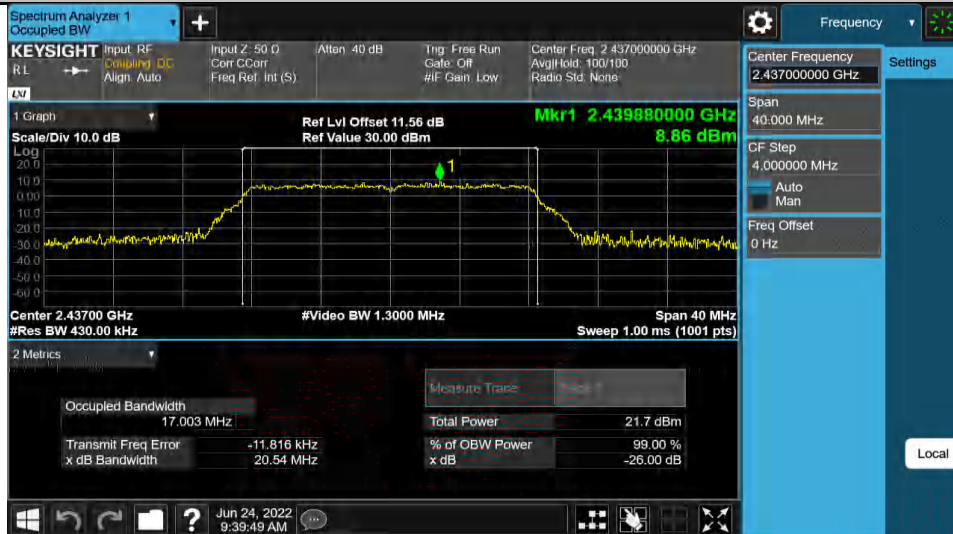 Spectrum Analyzer 1
Occupied BW
+
Frequency
KEYSIGHT
RL
LXI
Input: RF
Coupling: DC
Align: Auto
Input Z: 50 Ω
Corr CCorr
Freq Ref: Int (S)
Atten: 40 dB
Trig: Free Run
Gate: Off
#IF Gain: Low
Center Freq: 2.437000000 GHz
Avg|Hold: 100/100
Radio Std: None
Center Frequency
2.437000000 GHz
Settings
Span
40.000 MHz
CF Step
4.000000 MHz
Auto
Man
Freq Offset
0 Hz
Local
1 Graph
Scale/Div 10.0 dB
Ref Lvl Offset 11.56 dB
Ref Value 30.00 dBm
Mkr1 2.439880000 GHz
8.86 dBm
Log
20.0
10.0
0.00
-10.0
-20.0
-30.0
-40.0
-50.0
-60.0
1
Center 2.43700 GHz
#Res BW 430.00 kHz
#Video BW 1.3000 MHz
Span 40 MHz
Sweep 1.00 ms (1001 pts)
2 Metrics
Measure Trace
Trace 1
Occupied Bandwidth
17.003 MHz
Total Power 21.7 dBm
Transmit Freq Error -11.816 kHz
% of OBW Power 99.00 %
x dB Bandwidth 20.54 MHz
x dB -26.00 dB
?
Jun 24, 2022
9:39:49 AM